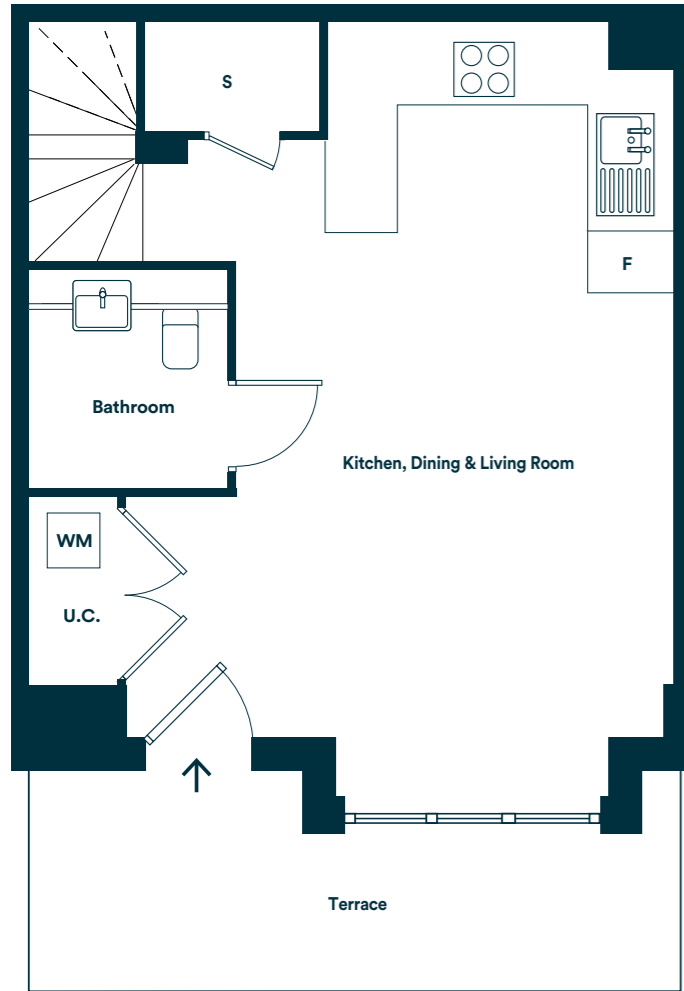 S
F
Bathroom
Kitchen, Dining & Living Room
WM
U.C.
Terrace